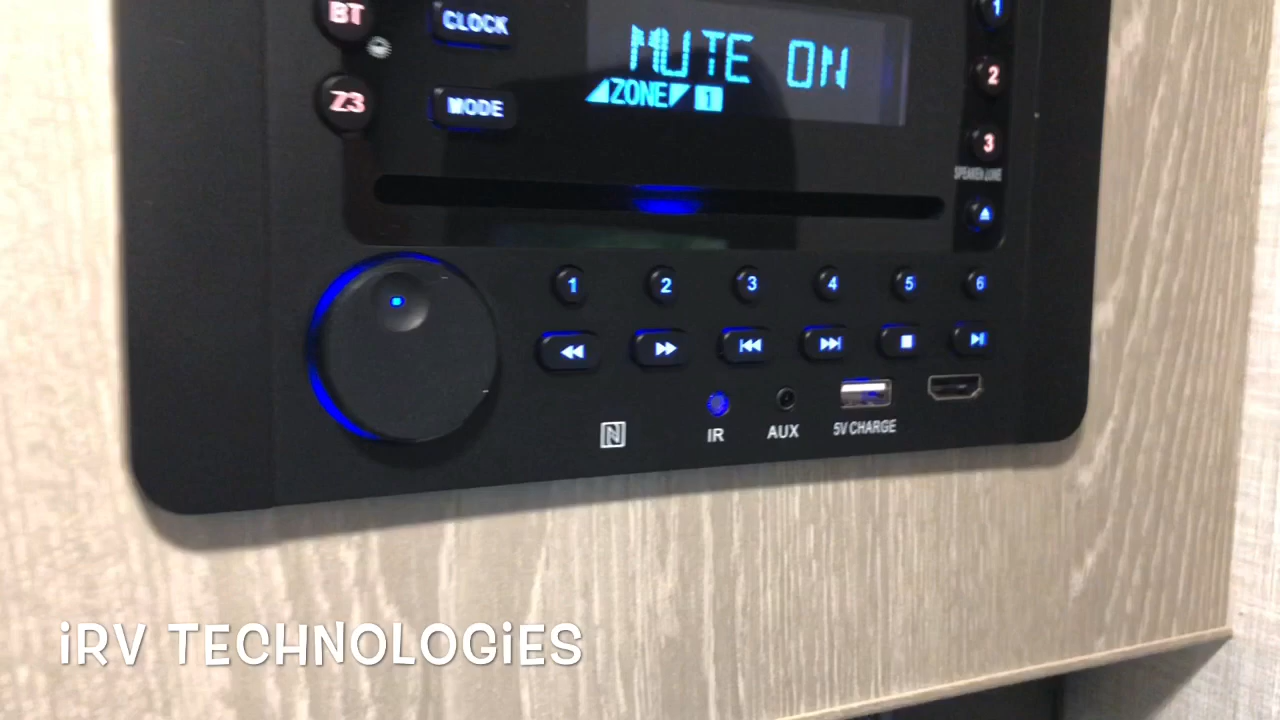 BT
CLOCK
MUTE ON
1
Z3
MODE
ZONE 1
2
3
SPEAKER ZONE
1 2 3 4 5 6
IR
AUX
5V CHARGE
iRV TECHNOLOGiES